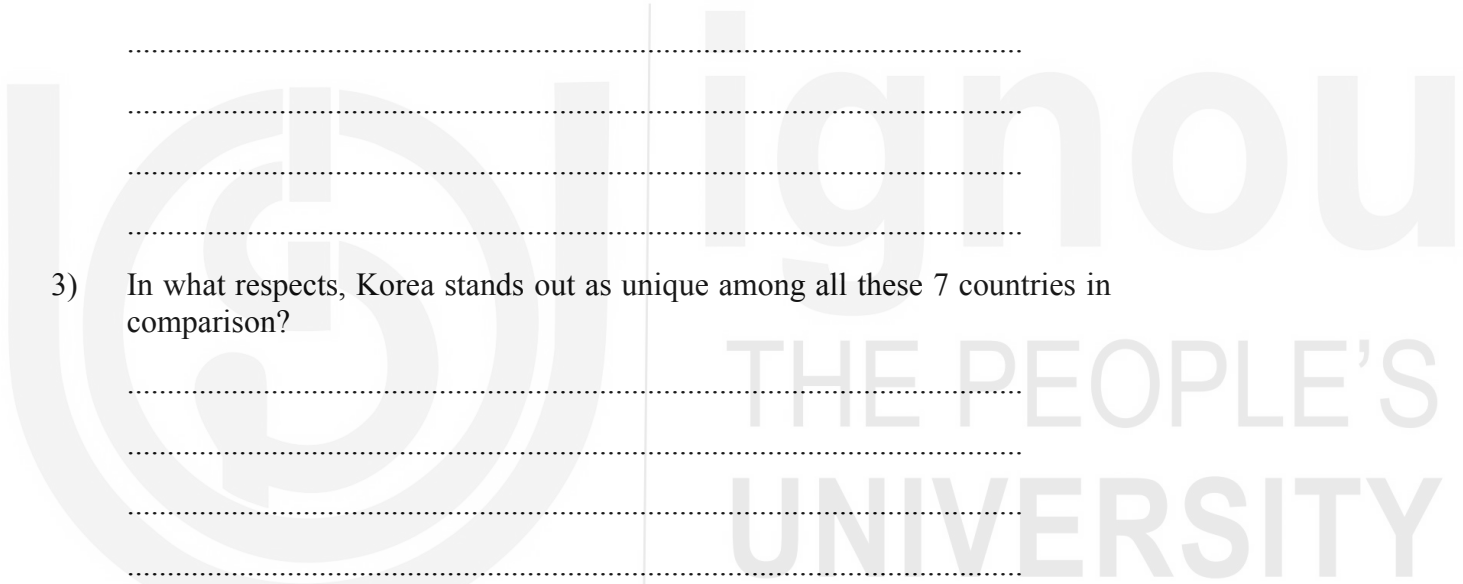 ignou
3) In what respects, Korea stands out as unique among all these 7 countries in
comparison?
THE PEOPLE'S
UNIVERSITY